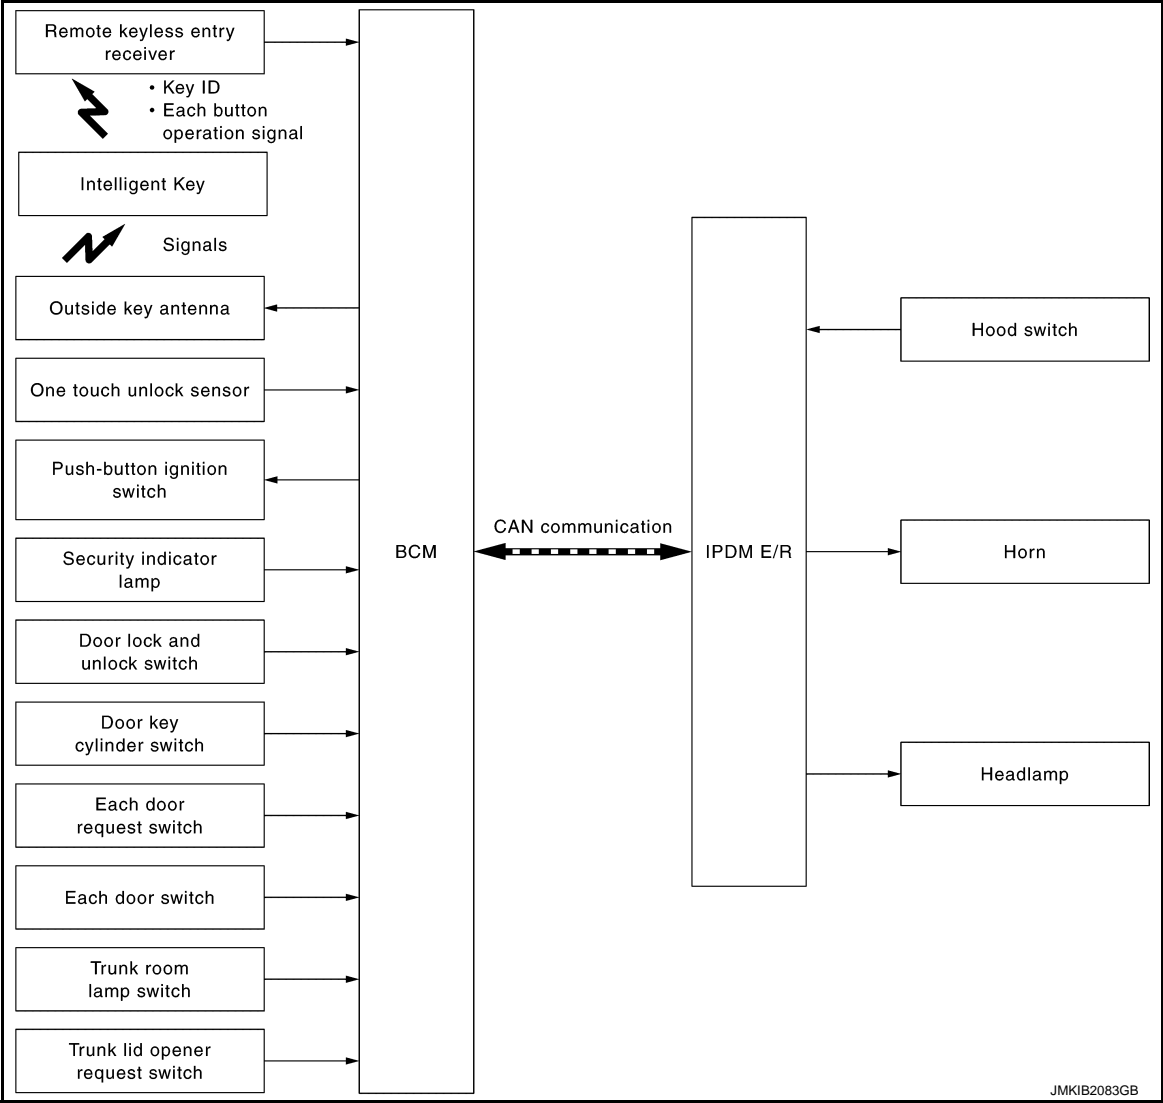 Remote keyless entry
receiver
• Key ID
• Each button
operation signal
Intelligent Key
Signals
Outside key antenna
One touch unlock sensor
Push-button ignition
switch
Security indicator
lamp
Door lock and
unlock switch
Door key
cylinder switch
Each door
request switch
Each door switch
Trunk room
lamp switch
Trunk lid opener
request switch
BCM
CAN communication
IPDM E/R
Hood switch
Horn
Headlamp
JMKIB2083GB